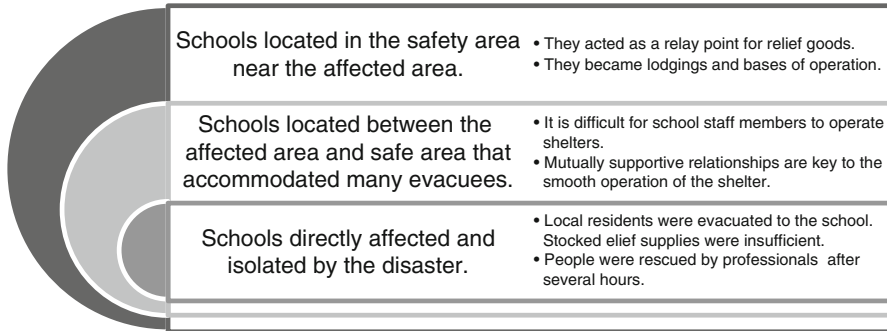 Schools located in the safety area
near the affected area.
• They acted as a relay point for relief goods.
• They became lodgings and bases of operation.
Schools located between the
affected area and safe area that
accommodated many evacuees.
• It is difficult for school staff members to operate
shelters.
• Mutually supportive relationships are key to the
smooth operation of the shelter.
Schools directly affected and
isolated by the disaster.
• Local residents were evacuated to the school.
Stocked elief supplies were insufficient.
• People were rescued by professionals after
several hours.